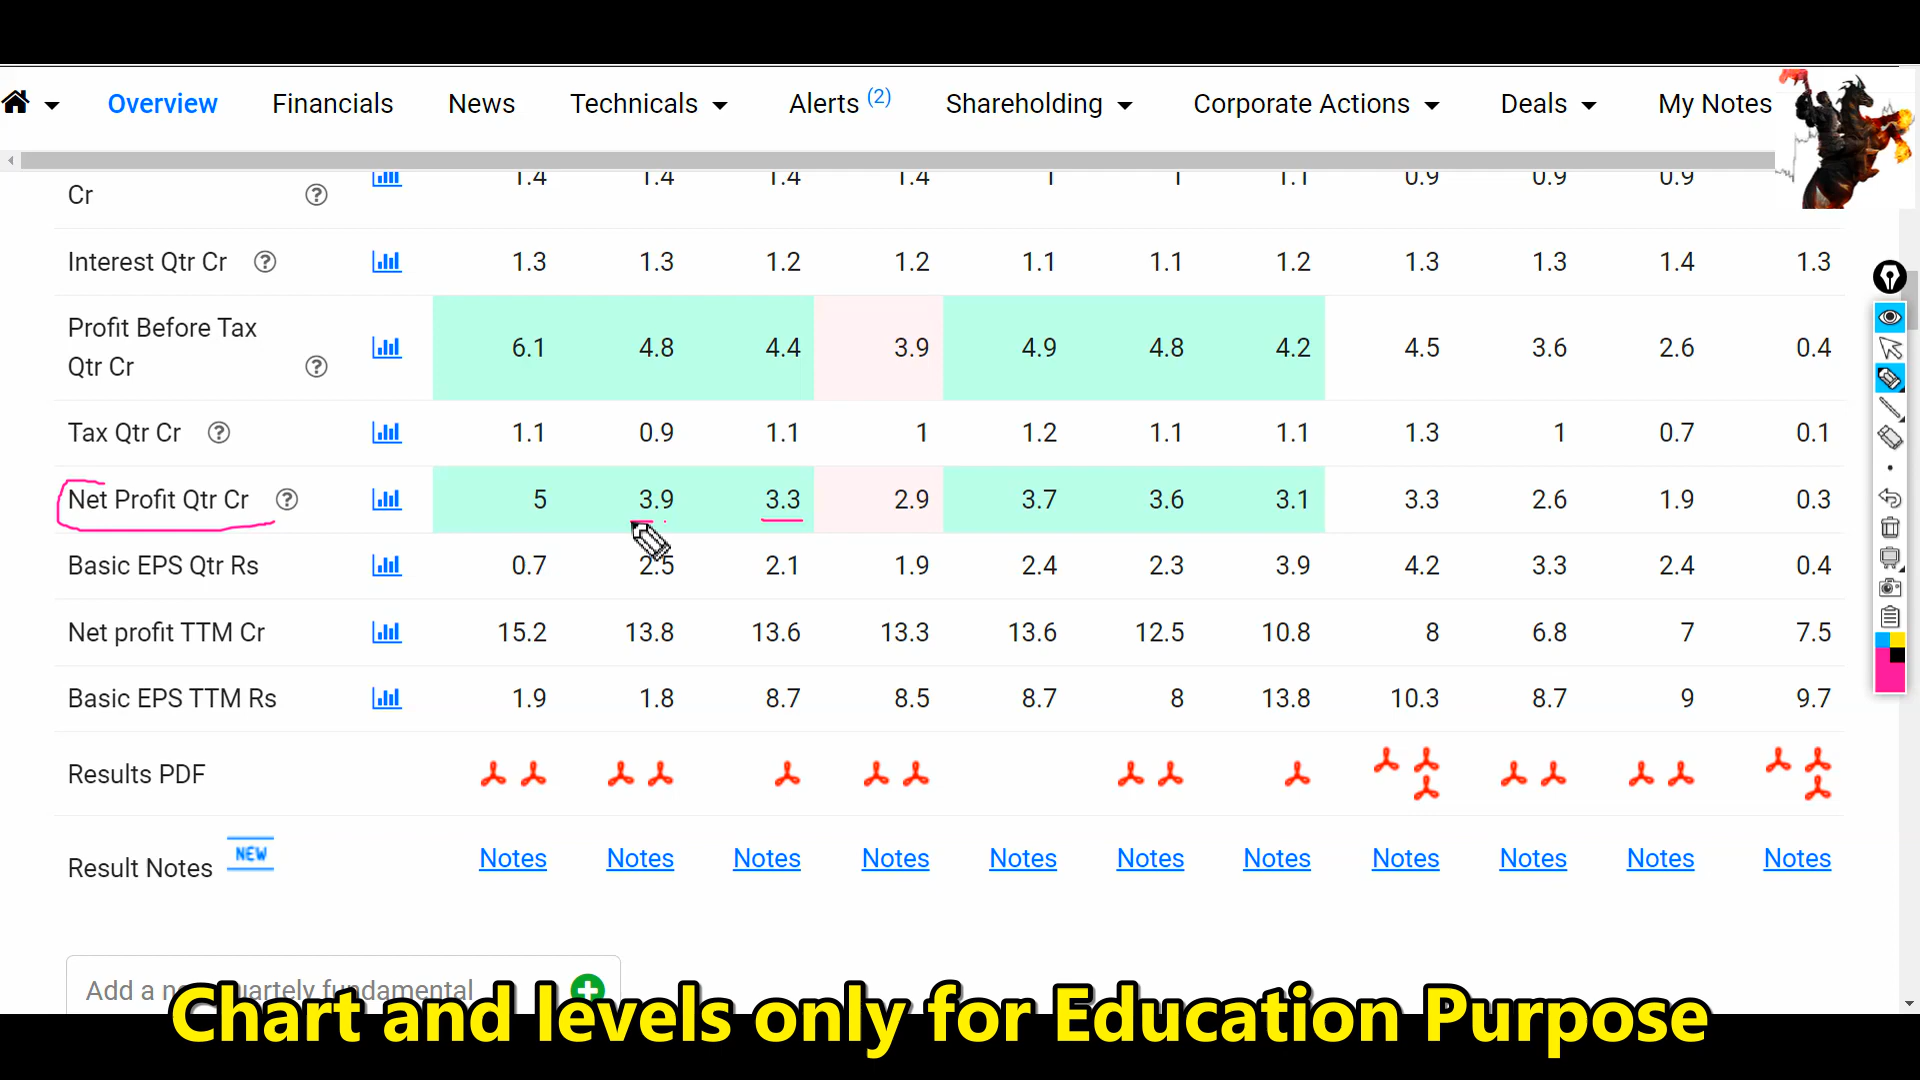 Overview Financials News Technicals Alerts (2) Shareholding Corporate Actions Deals My Notes
Cr 1.4 1.4 1.4 1.4 1 1 1.1 0.9 0.9 0.9
Interest Qtr Cr 1.3 1.3 1.2 1.2 1.1 1.1 1.2 1.3 1.3 1.4 1.3
Profit Before Tax
Qtr Cr 6.1 4.8 4.4 3.9 4.9 4.8 4.2 4.5 3.6 2.6 0.4
Tax Qtr Cr 1.1 0.9 1.1 1 1.2 1.1 1.1 1.3 1 0.7 0.1
Net Profit Qtr Cr 5 3.9 3.3 2.9 3.7 3.6 3.1 3.3 2.6 1.9 0.3
Basic EPS Qtr Rs 0.7 2.5 2.1 1.9 2.4 2.3 3.9 4.2 3.3 2.4 0.4
Net profit TTM Cr 15.2 13.8 13.6 13.3 13.6 12.5 10.8 8 6.8 7 7.5
Basic EPS TTM Rs 1.9 1.8 8.7 8.5 8.7 8 13.8 10.3 8.7 9 9.7
Results PDF
Result Notes NEW Notes Notes Notes Notes Notes Notes Notes Notes Notes Notes Notes
Add a fundamental
Chart and levels only for Education Purpose